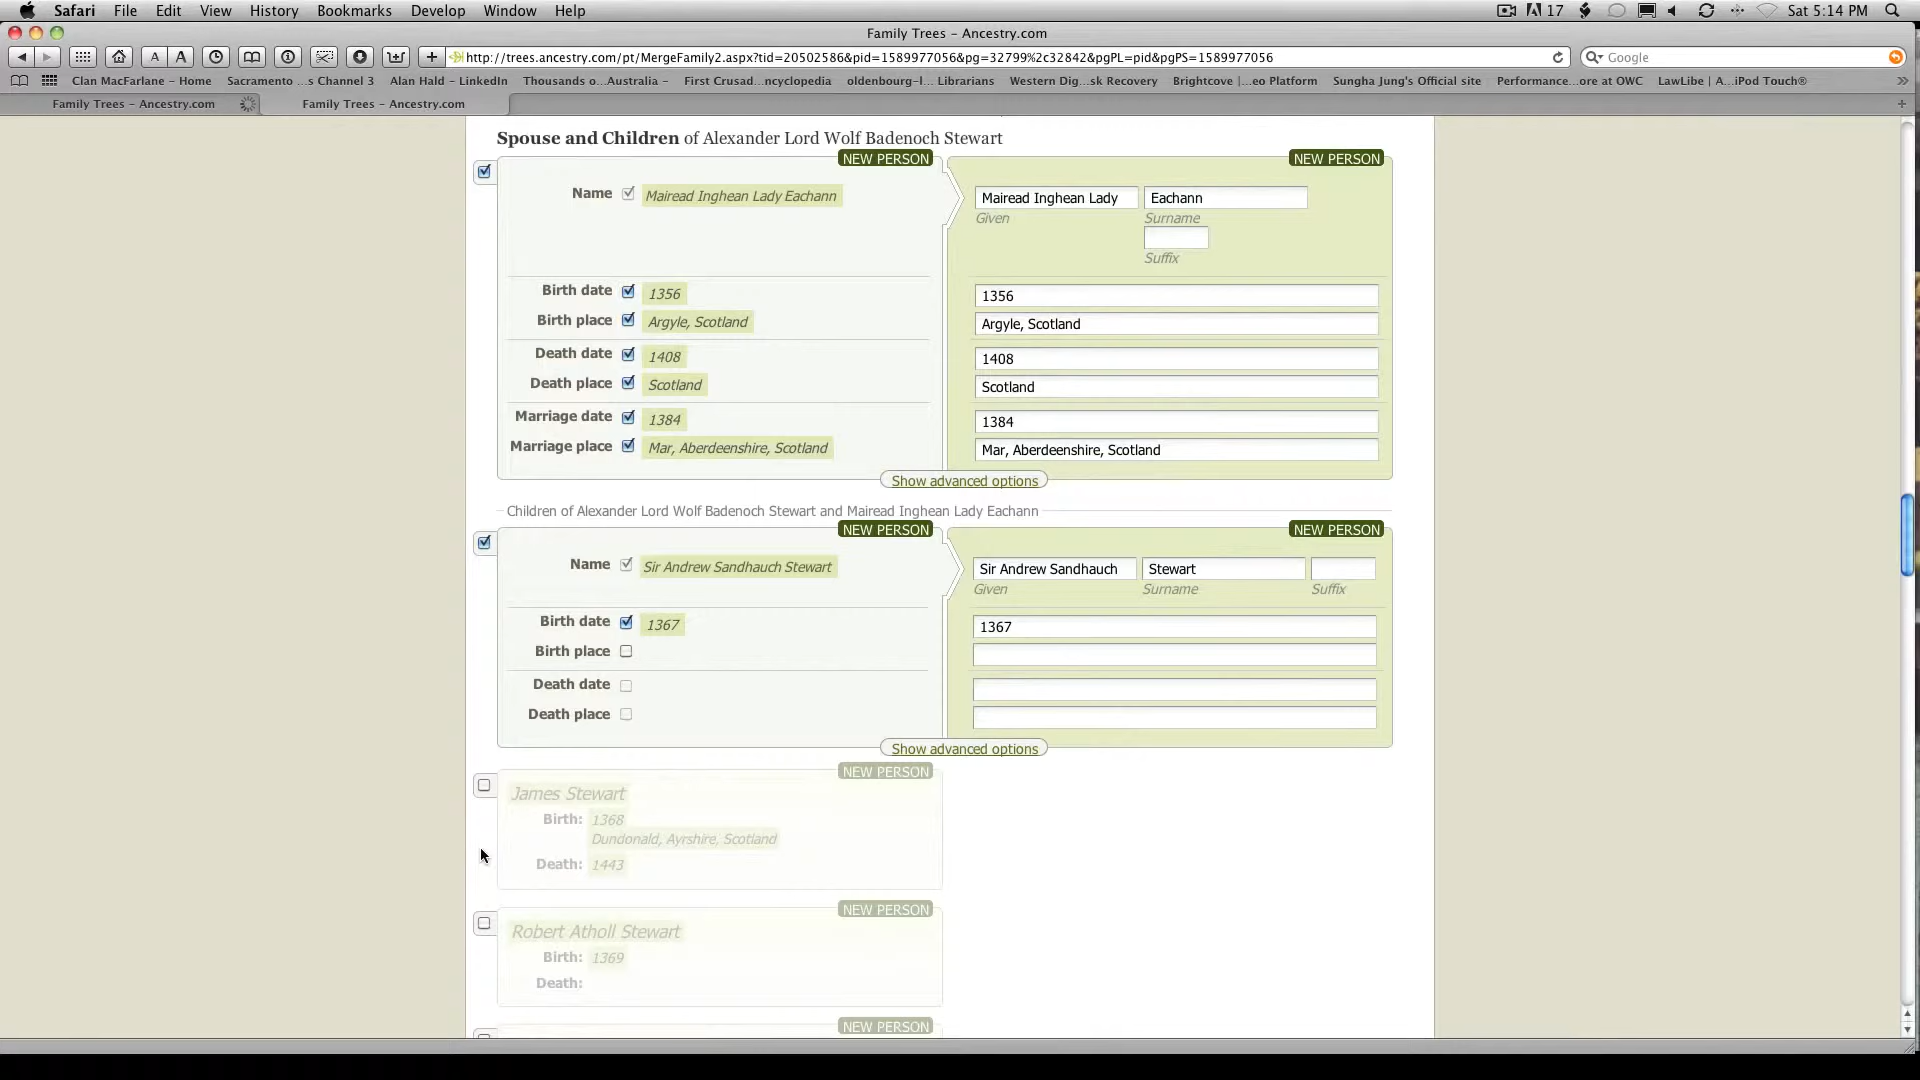 Safari File Edit View History Bookmarks Develop Window Help 17 Sat 5:14 PM
Family Trees – Ancestry.com
A A http://trees.ancestry.com/pt/MergeFamily2.aspx?tid=20502586&pid=1589977056&pg=32799%2c32842&pgPL=pid&pgPS=1589977056 Google
Clan MacFarlane – Home Sacramento ...s Channel 3 Alan Hald – LinkedIn Thousands o...Australia – First Crusad...ncyclopedia oldenbourg–l... Librarians Western Dig...sk Recovery Brightcove |...eo Platform Sungha Jung's Official site Performance...ore at OWC LawLibe | A...iPod Touch®
Family Trees – Ancestry.com Family Trees – Ancestry.com
Spouse and Children of Alexander Lord Wolf Badenoch Stewart
NEW PERSON NEW PERSON
Name Mairead Inghean Lady Eachann Mairead Inghean Lady Eachann
Given Surname
Suffix
Birth date 1356 1356
Birth place Argyle, Scotland Argyle, Scotland
Death date 1408 1408
Death place Scotland Scotland
Marriage date 1384 1384
Marriage place Mar, Aberdeenshire, Scotland Mar, Aberdeenshire, Scotland
Show advanced options
Children of Alexander Lord Wolf Badenoch Stewart and Mairead Inghean Lady Eachann
NEW PERSON NEW PERSON
Name Sir Andrew Sandhauch Stewart Sir Andrew Sandhauch Stewart
Given Surname Suffix
Birth date 1367 1367
Birth place
Death date
Death place
Show advanced options
NEW PERSON
James Stewart
Birth: 1368
Dundonald, Ayrshire, Scotland
Death: 1443
NEW PERSON
Robert Atholl Stewart
Birth: 1369
Death:
NEW PERSON